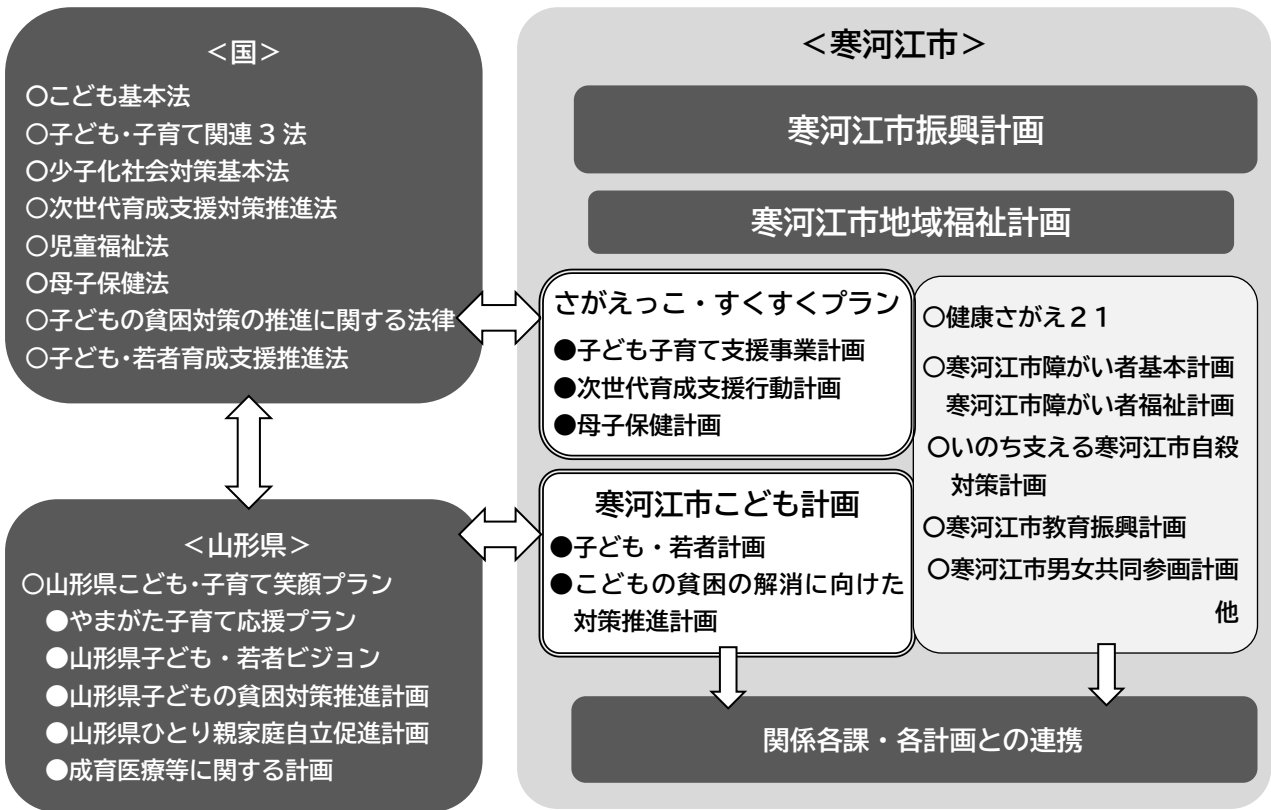 ＜国＞
○こども基本法
○子ども・子育て関連３法
○少子化社会対策基本法
○次世代育成支援対策推進法
○児童福祉法
○母子保健法
○子どもの貧困対策の推進に関する法律
○子ども・若者育成支援推進法
＜山形県＞
○山形県こども・子育て笑顔プラン
●やまがた子育て応援プラン
●山形県子ども・若者ビジョン
●山形県子どもの貧困対策推進計画
●山形県ひとり親家庭自立促進計画
●成育医療等に関する計画
＜寒河江市＞
寒河江市振興計画
寒河江市地域福祉計画
さがえっこ・すくすくプラン
●子ども子育て支援事業計画
●次世代育成支援行動計画
●母子保健計画
寒河江市こども計画
●子ども・若者計画
●こどもの貧困の解消に向けた
対策推進計画
○健康さがえ２１
○寒河江市障がい者基本計画
寒河江市障がい者福祉計画
○いのち支える寒河江市自殺
対策計画
○寒河江市教育振興計画
○寒河江市男女共同参画計画
他
関係各課・各計画との連携